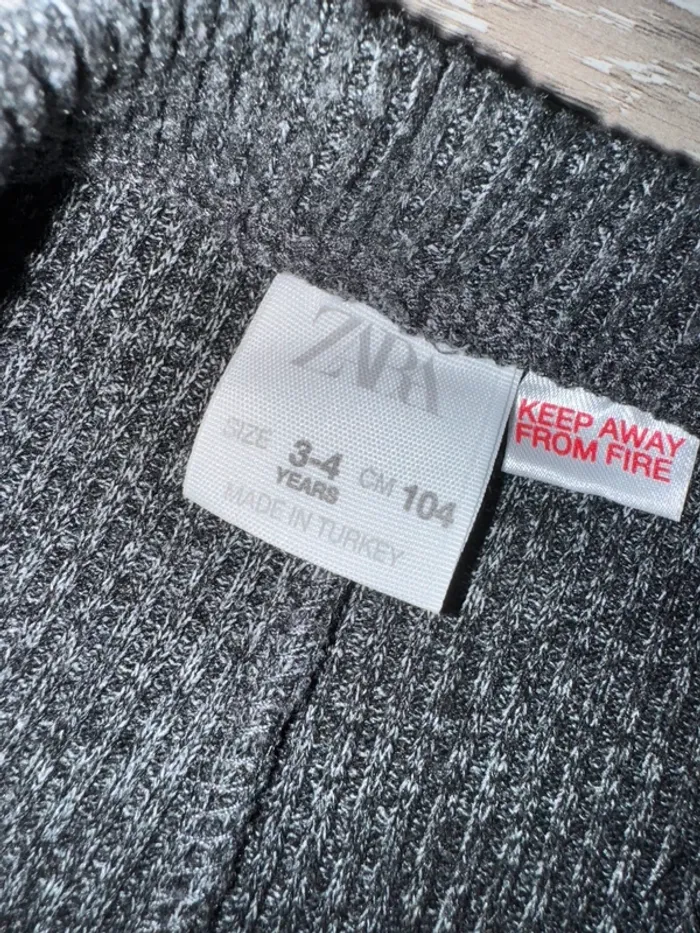 ZARA
SIZE 3-4 CM 104
YEARS
MADE IN TURKEY
KEEP AWAY
FROM FIRE